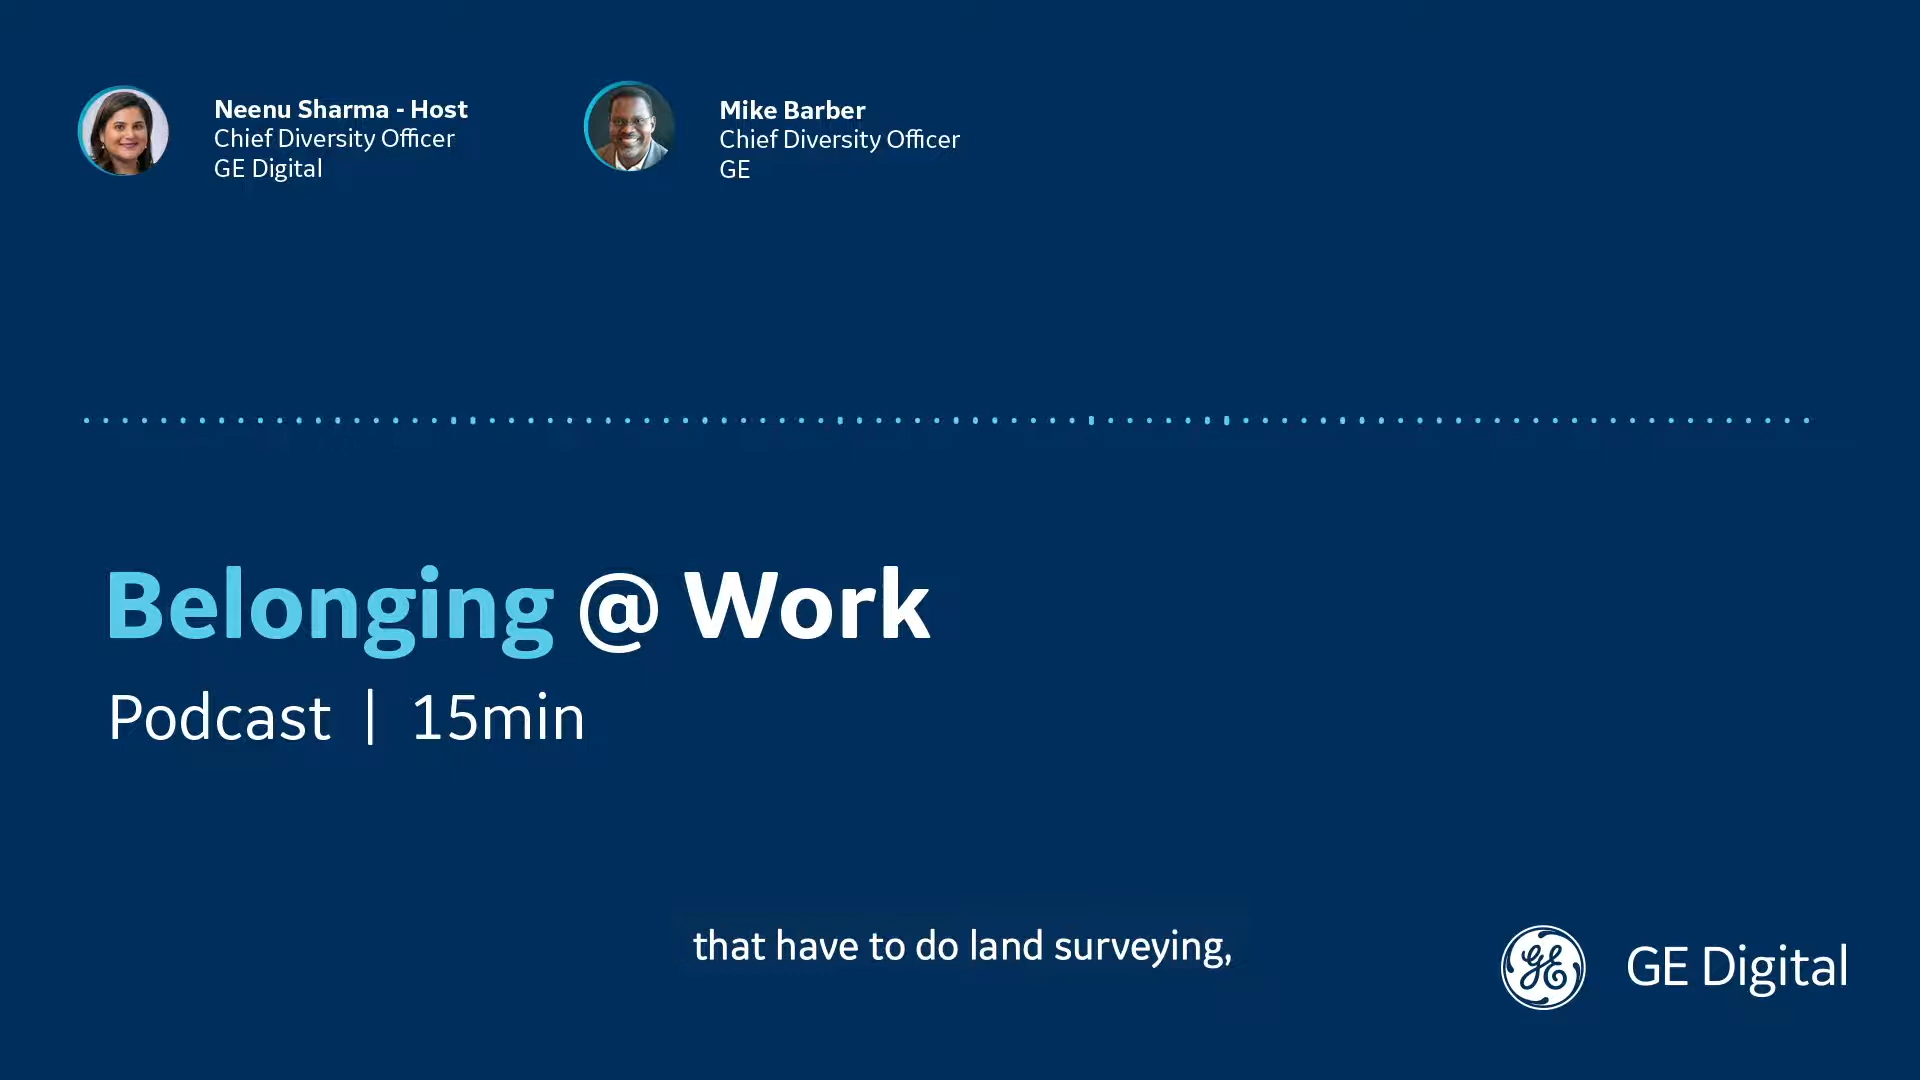 Neenu Sharma - Host
Chief Diversity Officer
GE Digital
Mike Barber
Chief Diversity Officer
GE
Belonging @ Work
Podcast | 15min
that have to do land surveying,
GE
GE Digital